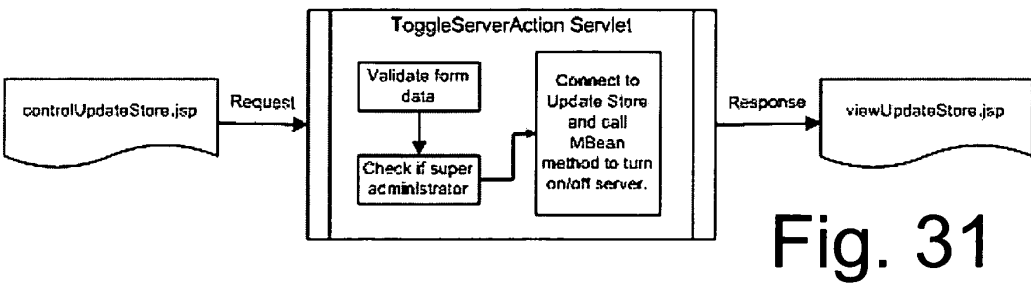 ToggleServerAction Servlet
controlUpdateStore.jsp
Request
Validate form
data
Check if super
administrator
Connect to
Update Store
and call
MBean
method to turn
on/off server.
Response
viewUpdateStore.jsp
Fig. 31